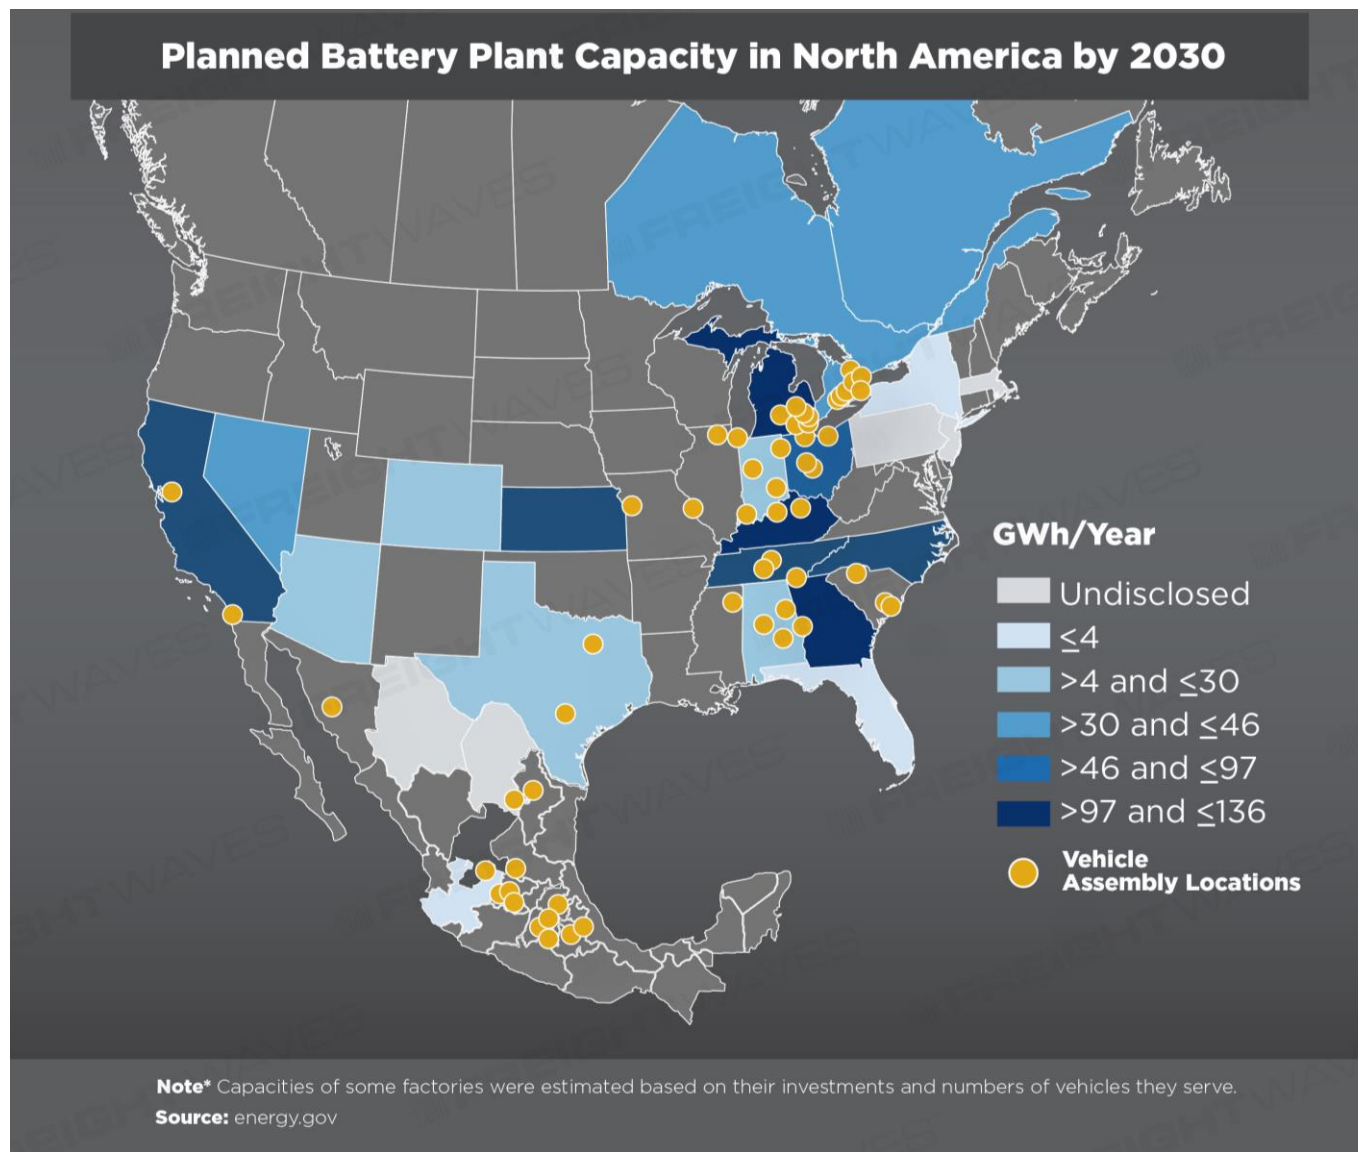 Planned Battery Plant Capacity in North America by 2030
GWh/Year
Undisclosed
≤4
>4 and ≤30
>30 and ≤46
>46 and ≤97
>97 and ≤136
Vehicle
Assembly Locations
Note* Capacities of some factories were estimated based on their investments and numbers of vehicles they serve.
Source: energy.gov
FREIGHTWAVES